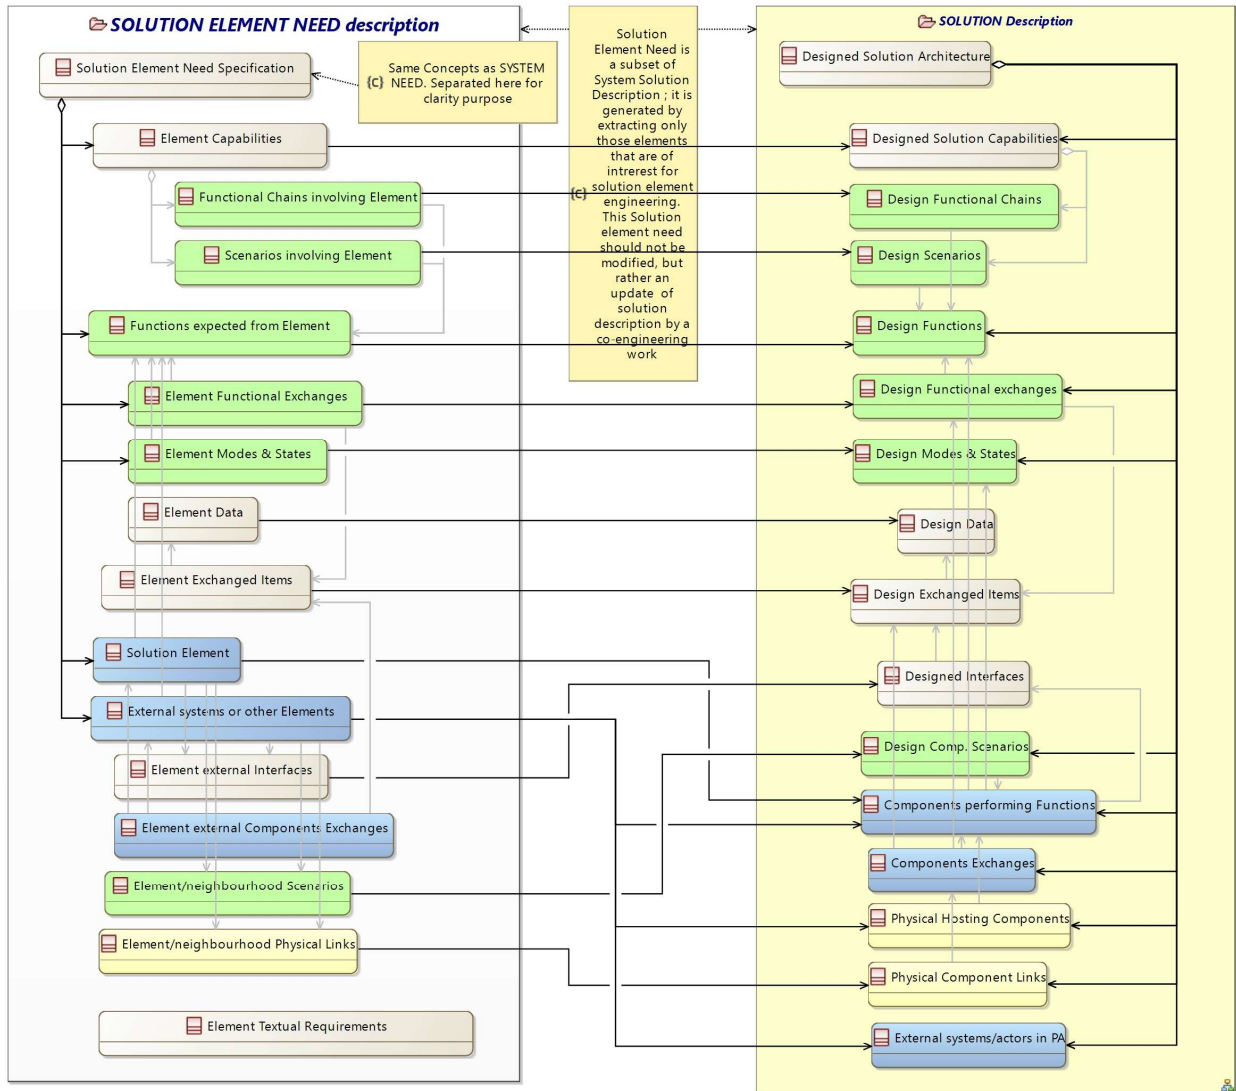 SOLUTION ELEMENT NEED description
Solution Element Need Specification
{C}
Same Concepts as SYSTEM
NEED. Separated here for
clarity purpose
Element Capabilities
Functional Chains involving Element
Scenarios involving Element
Functions expected from Element
Element Functional Exchanges
Element Modes & States
Element Data
Element Exchanged Items
Solution Element
External systems or other Elements
Element external Interfaces
Element external Components Exchanges
Element/neighbourhood Scenarios
Element/neighbourhood Physical Links
Element Textual Requirements
{C}
Solution
Element Need is
a subset of
System Solution
Description ; it is
generated by
extracting only
those elements
that are of
intrerest for
solution element
engineering.
This Solution
element need
should not be
modified, but
rather an
update of
solution
description by a
co-engineering
work
SOLUTION Description
Designed Solution Architecture
Designed Solution Capabilities
Design Functional Chains
Design Scenarios
Design Functions
Design Functional exchanges
Design Modes & States
Design Data
Design Exchanged Items
Designed Interfaces
Design Comp. Scenarios
Components performing Functions
Components Exchanges
Physical Hosting Components
Physical Component Links
External systems/actors in PA